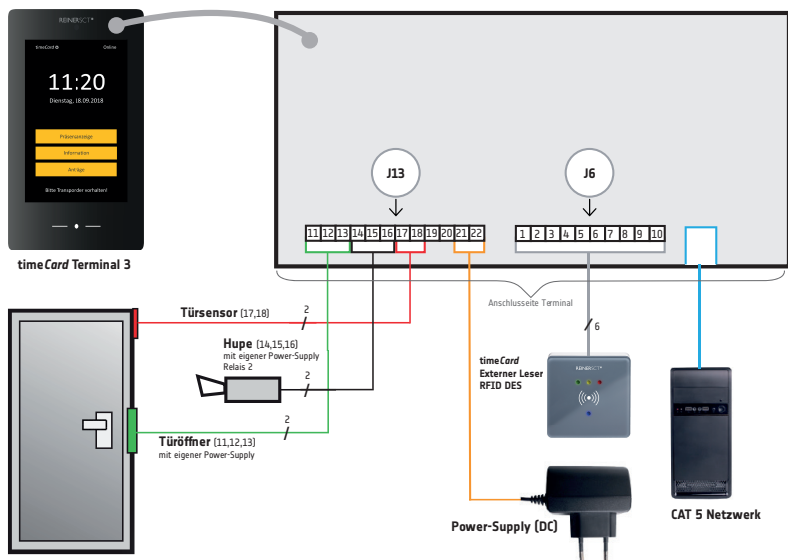 REINERSCT®
timeCard
Online
11:20
Dienstag, 18.09.2018
Präsenzanzeige
Information
Anträge
Bitte Transponder vorhalten!
timeCard Terminal 3
J13
J6
11 12 13 14 15 16 17 18 19 20 21 22
1 2 3 4 5 6 7 8 9 10
Anschlusseite Terminal
Türsensor (17,18)
2
Hupe (14,15,16)
mit eigener Power-Supply
Relais 2
2
Türöffner (11,12,13)
mit eigener Power-Supply
2
6
timeCard
Externer Leser
RFID DES
REINERSCT®
Power-Supply (DC)
CAT 5 Netzwerk